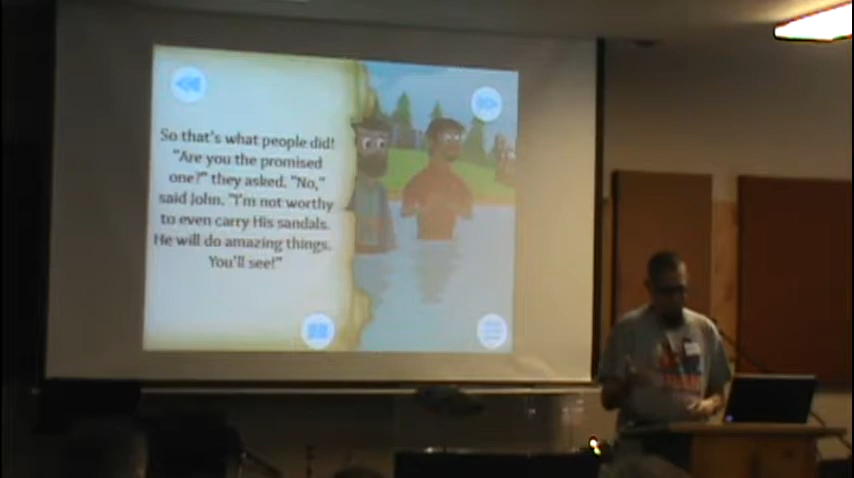 So that's what people did!
"Are you the promised
one?" they asked. "No,"
said John. "I'm not worthy
to even carry His sandals.
He will do amazing things.
You'll see!"